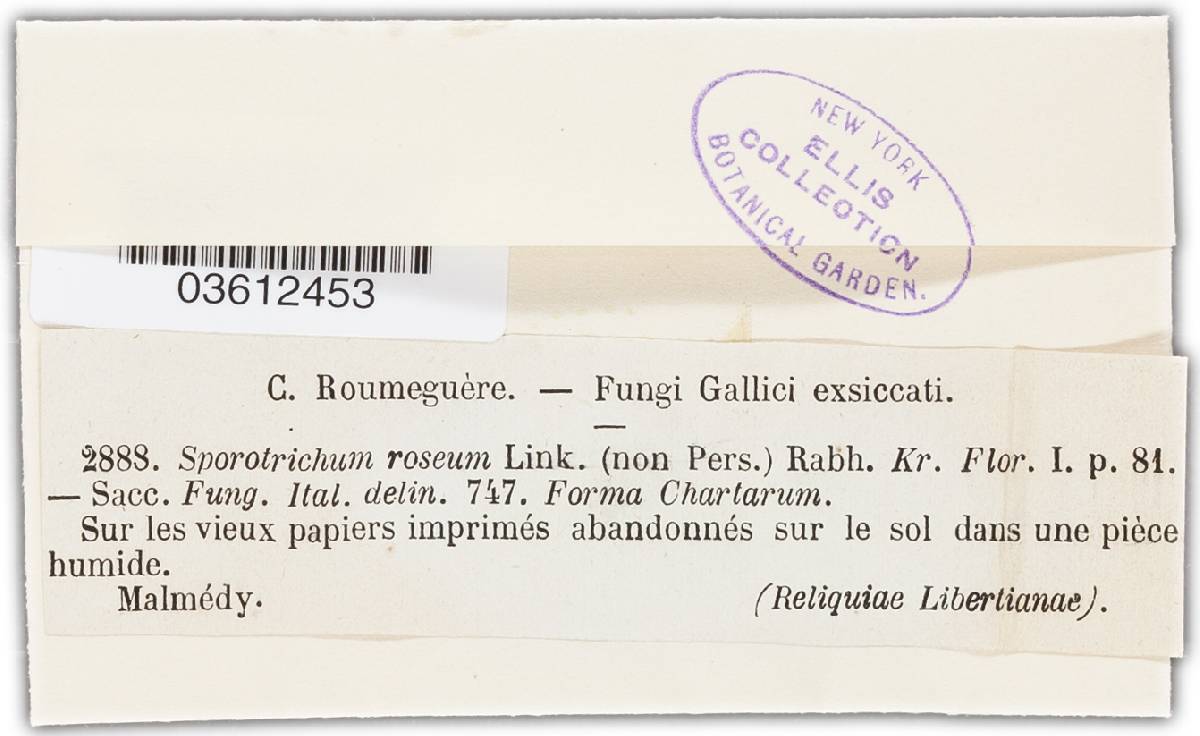 NEW YORK
ELLIS
COLLECTION
BOTANICAL GARDEN.
03612453
C. Roumeguère. — Fungi Gallici exsiccati.
2888. Sporotrichum roseum Link. (non Pers.) Rabh. Kr. Flor. I. p. 81.
— Sacc. Fung. Ital. delin. 747. Forma Chartarum.
Sur les vieux papiers imprimés abandonnés sur le sol dans une pièce
humide.
Malmédy. (Reliquiae Libertianae).